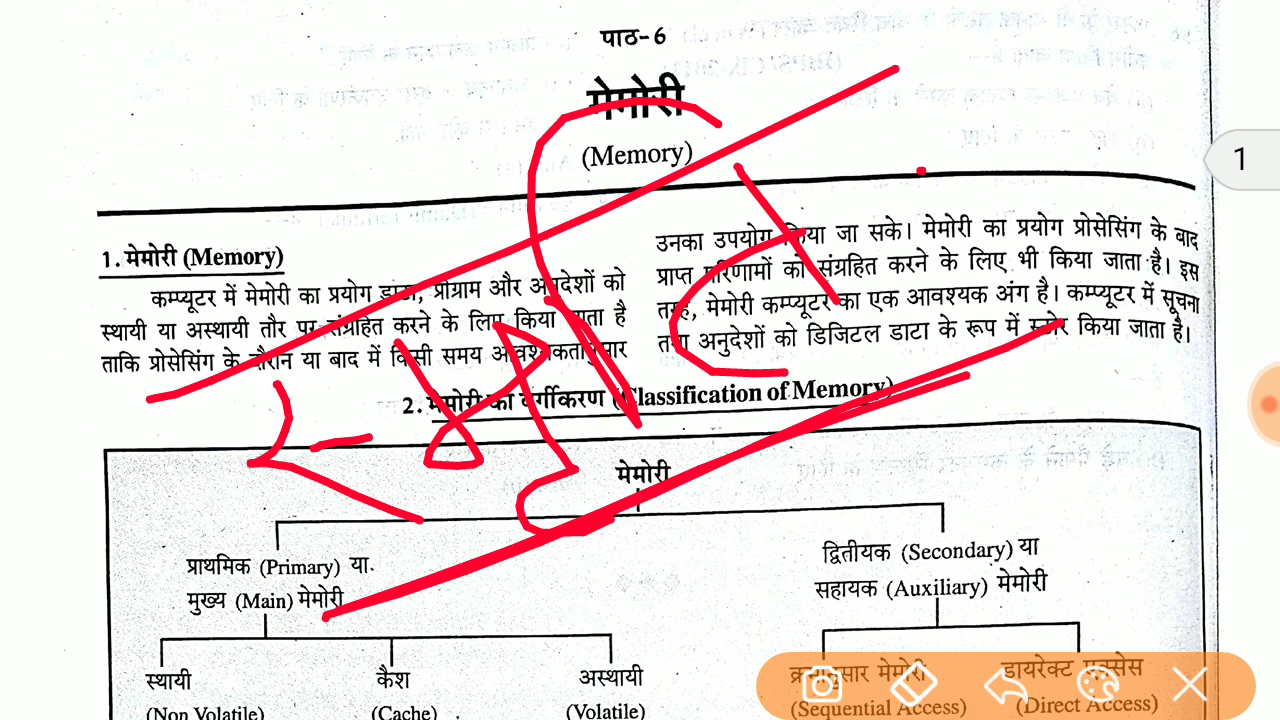 पाठ-6
मेमोरी
(Memory)
1
1. मेमोरी (Memory)
कम्प्यूटर में मेमोरी का प्रयोग डाटा, प्रोग्राम और अनुदेशों को
स्थायी या अस्थायी तौर पर संग्रहित करने के लिए किया जाता है
ताकि प्रोसेसिंग के दौरान या बाद में किसी समय आवश्यकतानुसार
उनका उपयोग किया जा सके। मेमोरी का प्रयोग प्रोसेसिंग के बाद
प्राप्त परिणामों को संग्रहित करने के लिए भी किया जाता है। इस
तरह, मेमोरी कम्प्यूटर का एक आवश्यक अंग है। कम्प्यूटर में सूचना
तथा अनुदेशों को डिजिटल डाटा के रूप में स्टोर किया जाता है।
2. मेमोरी का वर्गीकरण (Classification of Memory)
मेमोरी
प्राथमिक (Primary) या
मुख्य (Main) मेमोरी
द्वितीयक (Secondary) या
सहायक (Auxiliary) मेमोरी
स्थायी
कैश
अस्थायी
क्रमानुसार मेमोरी
डायरेक्ट एक्सेस
(Non Volatile)
(Cache)
(Volatile)
(Sequential Access)
(Direct Access)